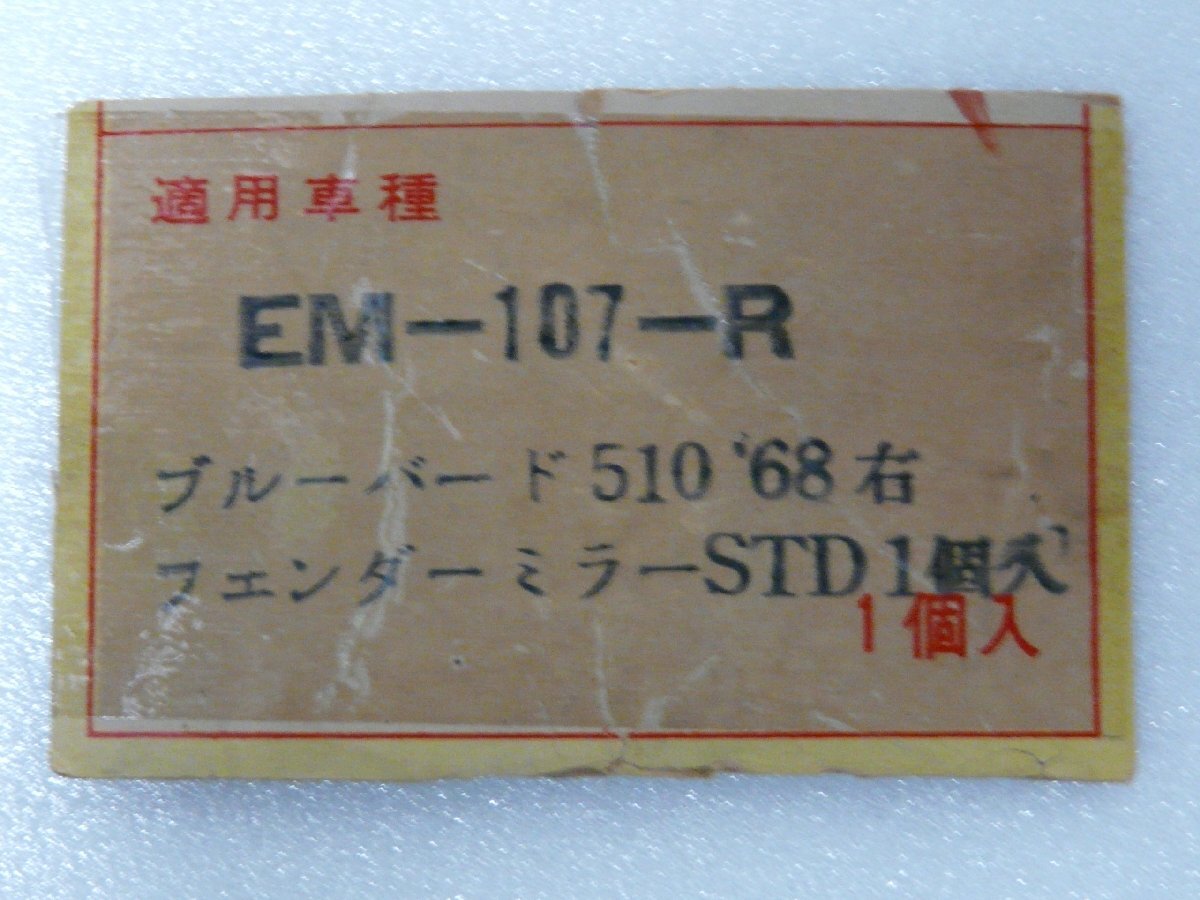 適用車種
EM-107-R
ブルーバード510 '68右
フェンダーミラーSTD1個入
1個入